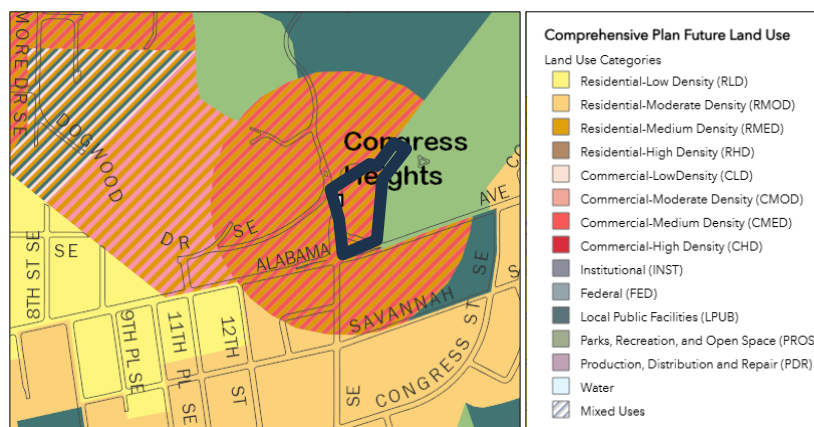 MORE DR SE
DOGWOOD
DR
SE
Congress
Heights
AVE
CO
ALABAMA
SE
8TH ST SE
9TH PL SE
11TH PL SE
12TH
ST
SAVANNAH
SE
S
CONGRESS ST
SE
Comprehensive Plan Future Land Use
Land Use Categories
Residential-Low Density (RLD)
Residential-Moderate Density (RMOD)
Residential-Medium Density (RMED)
Residential-High Density (RHD)
Commercial-LowDensity (CLD)
Commercial-Moderate Density (CMOD)
Commercial-Medium Density (CMED)
Commercial-High Density (CHD)
Institutional (INST)
Federal (FED)
Local Public Facilities (LPUB)
Parks, Recreation, and Open Space (PROS
Production, Distribution and Repair (PDR)
Water
Mixed Uses